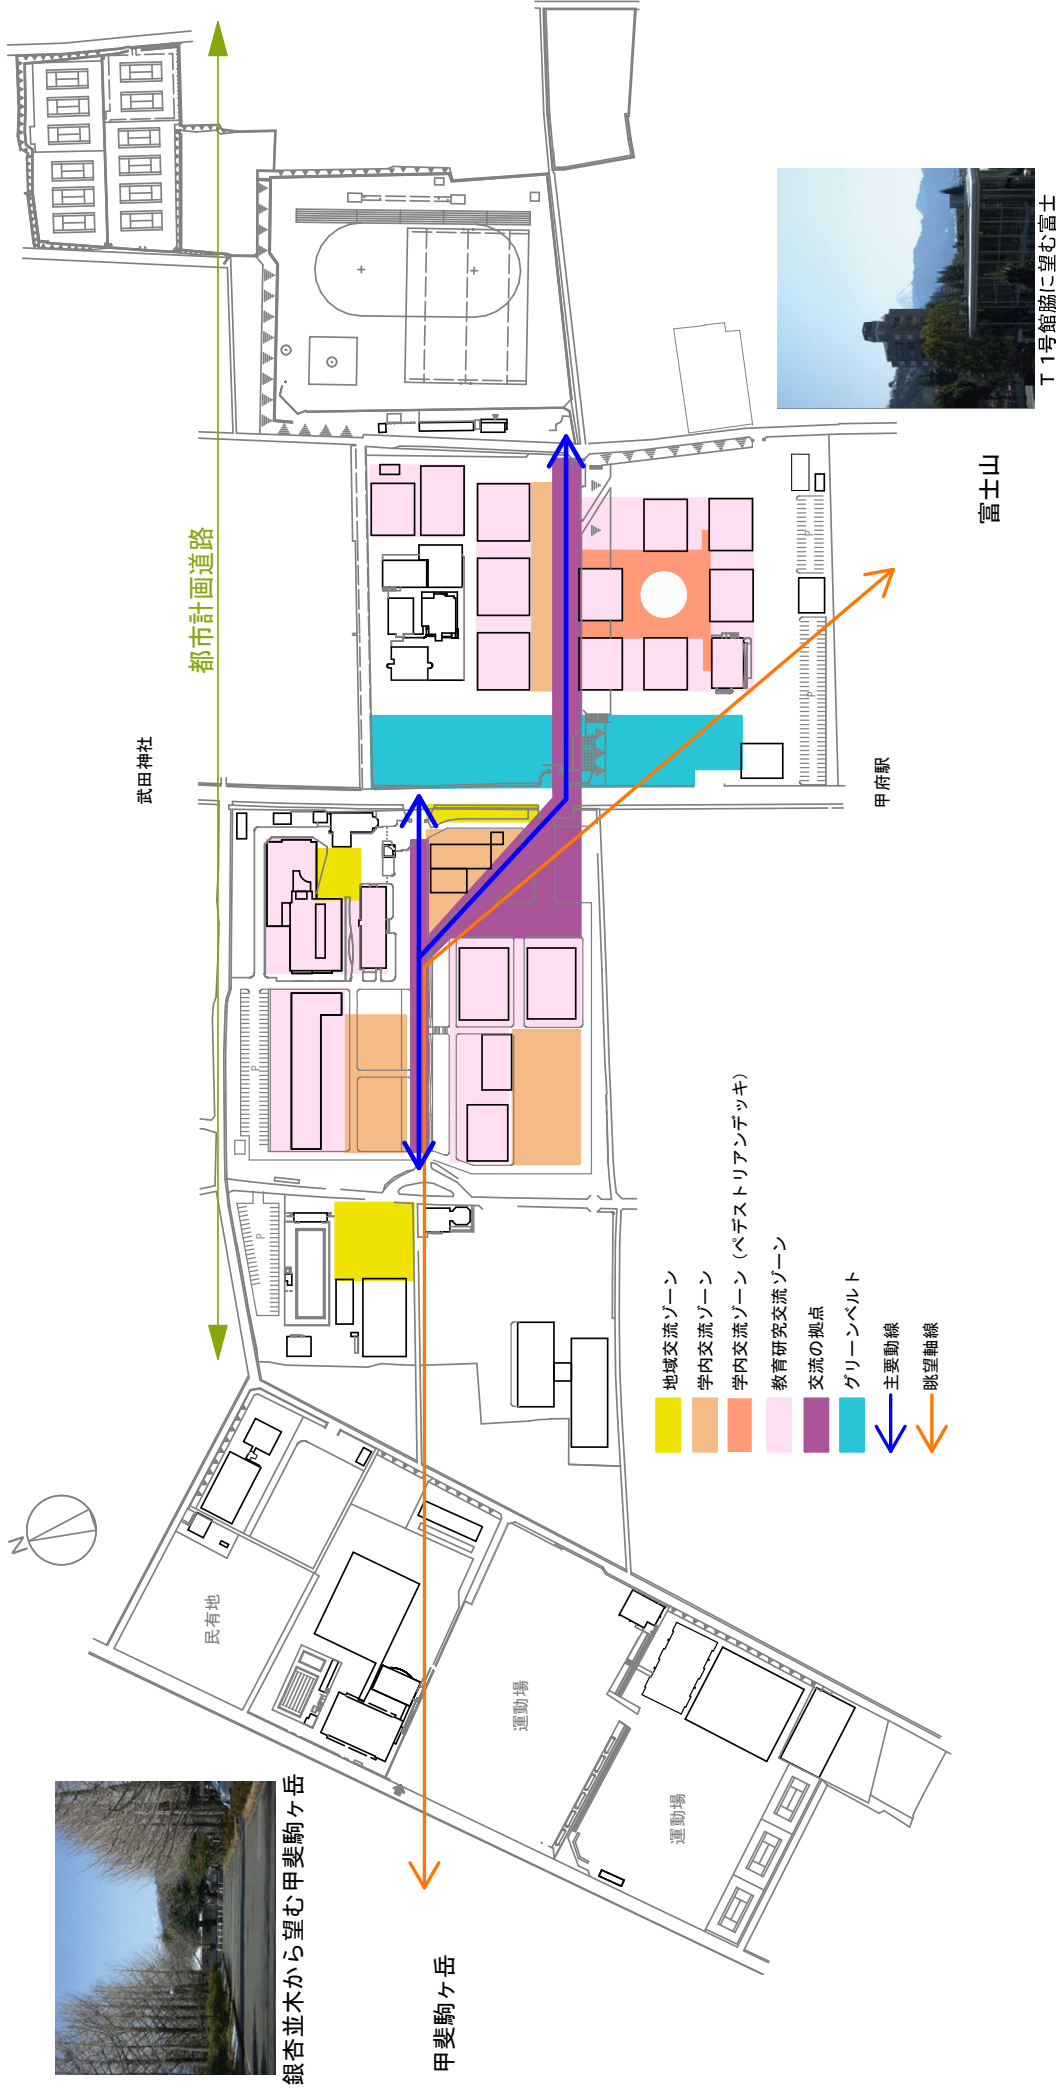 N
都市計画道路
武田神社
甲府駅
富士山
T 1号館脇に望む富士
甲斐駒ヶ岳
銀杏並木から望む甲斐駒ヶ岳
民有地
運動場
運動場
P
P
P
P
地域交流ゾーン
学内交流ゾーン
学内交流ゾーン（ペデストリアンデッキ）
教育研究交流ゾーン
交流の拠点
グリーンベルト
主要動線
眺望軸線